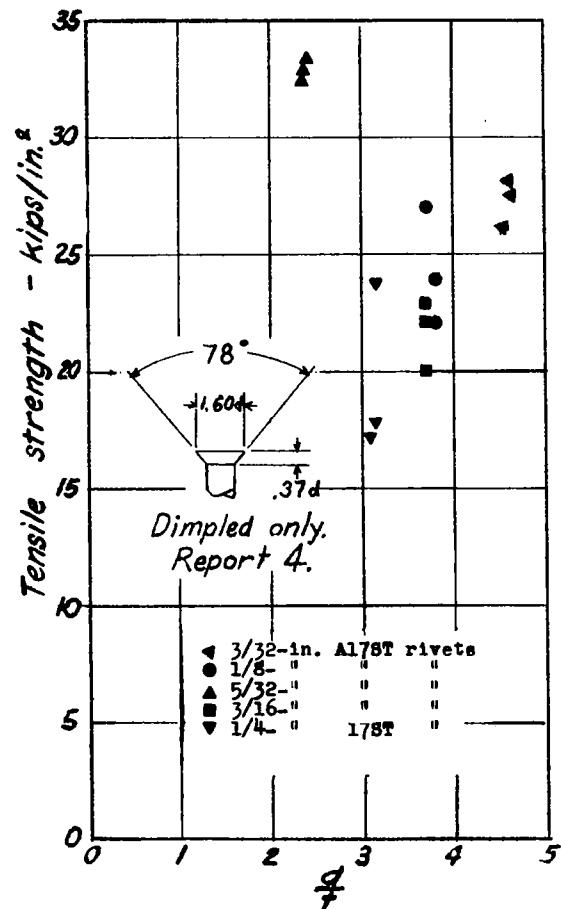 35
30
25
20
15
10
5
0
Tensile strength – kips/in.²
78°
1.60d
.37d
Dimpled only.
Report 4.
◄ 3/32-in. A17ST rivets
● 1/8- " " "
▲ 5/32- " " "
■ 3/16- " " "
▼ 1/4- " 17ST "
0 1 2 3 4 5
d
t